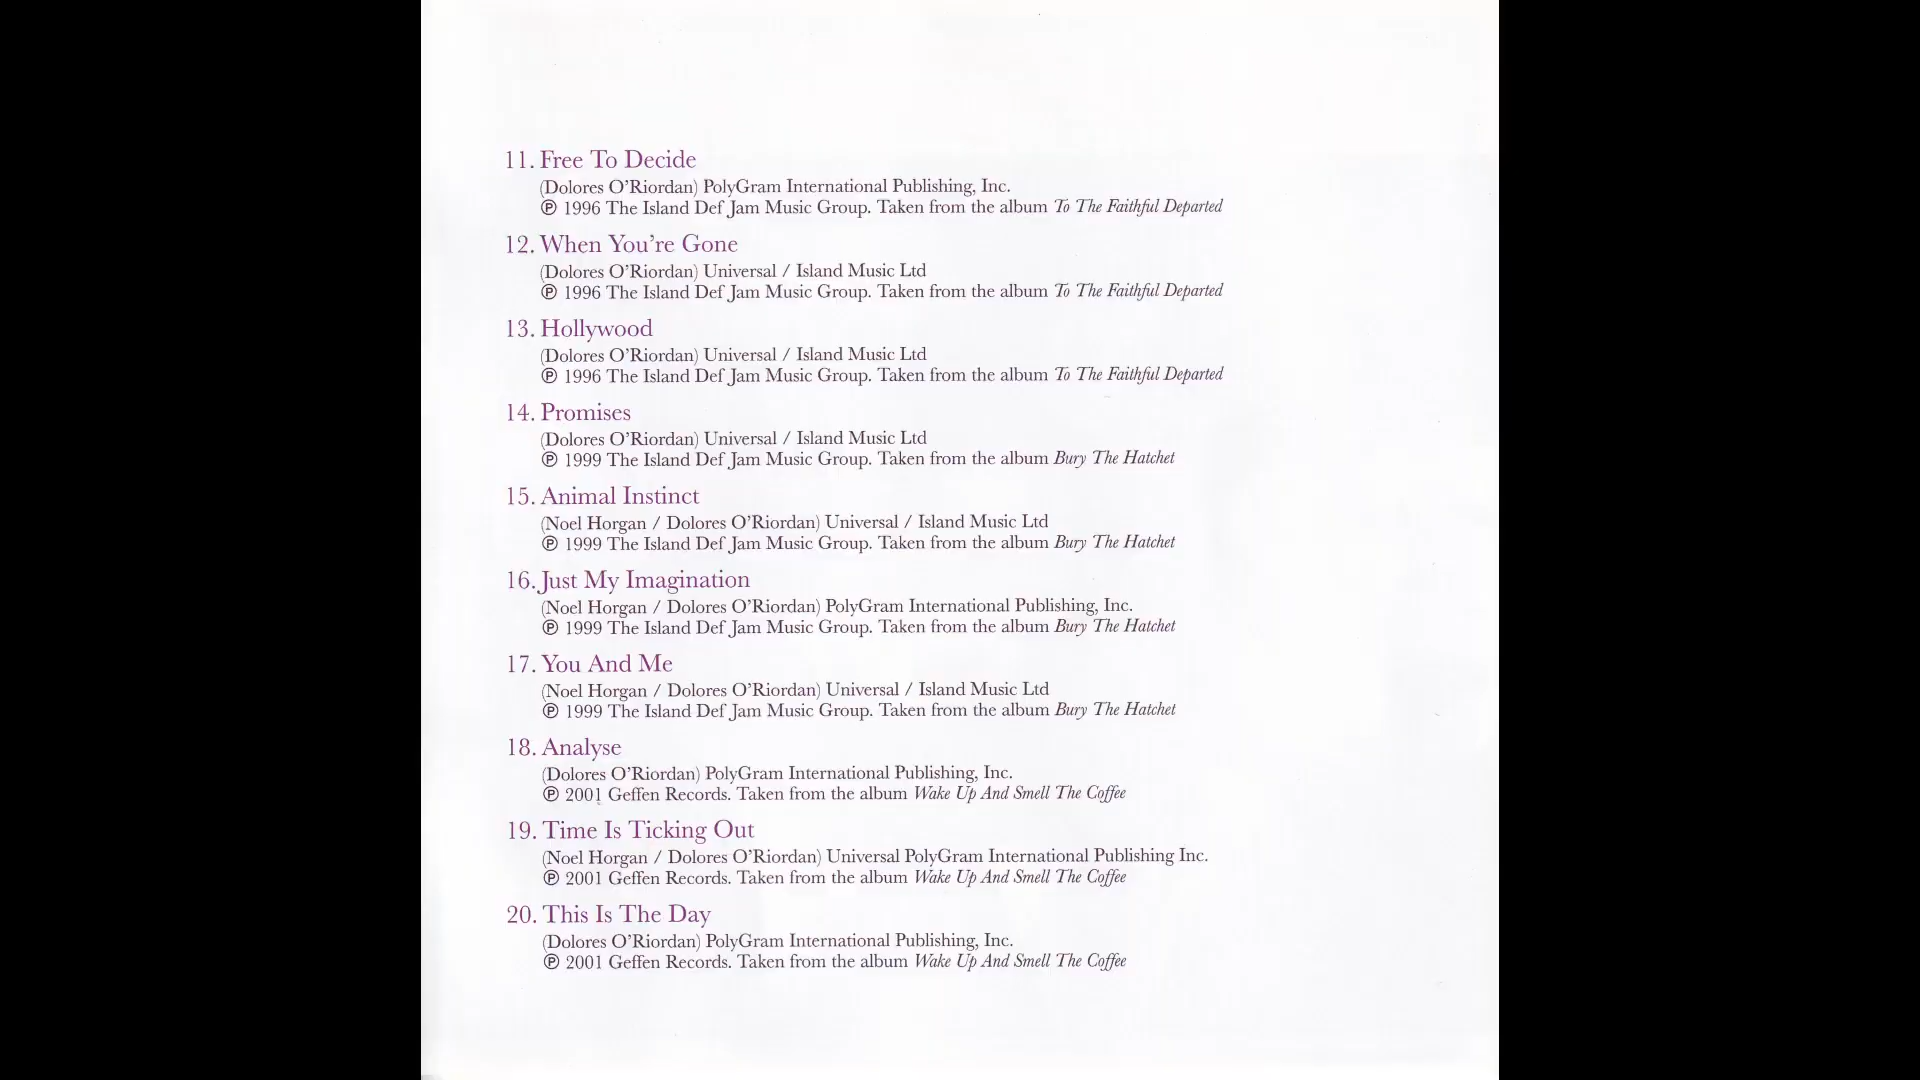 11. Free To Decide
(Dolores O’Riordan) PolyGram International Publishing, Inc.
℗ 1996 The Island Def Jam Music Group. Taken from the album To The Faithful Departed
12. When You’re Gone
(Dolores O’Riordan) Universal / Island Music Ltd
℗ 1996 The Island Def Jam Music Group. Taken from the album To The Faithful Departed
13. Hollywood
(Dolores O’Riordan) Universal / Island Music Ltd
℗ 1996 The Island Def Jam Music Group. Taken from the album To The Faithful Departed
14. Promises
(Dolores O’Riordan) Universal / Island Music Ltd
℗ 1999 The Island Def Jam Music Group. Taken from the album Bury The Hatchet
15. Animal Instinct
(Noel Horgan / Dolores O’Riordan) Universal / Island Music Ltd
℗ 1999 The Island Def Jam Music Group. Taken from the album Bury The Hatchet
16. Just My Imagination
(Noel Horgan / Dolores O’Riordan) PolyGram International Publishing, Inc.
℗ 1999 The Island Def Jam Music Group. Taken from the album Bury The Hatchet
17. You And Me
(Noel Horgan / Dolores O’Riordan) Universal / Island Music Ltd
℗ 1999 The Island Def Jam Music Group. Taken from the album Bury The Hatchet
18. Analyse
(Dolores O’Riordan) PolyGram International Publishing, Inc.
℗ 2001 Geffen Records. Taken from the album Wake Up And Smell The Coffee
19. Time Is Ticking Out
(Noel Horgan / Dolores O’Riordan) Universal PolyGram International Publishing Inc.
℗ 2001 Geffen Records. Taken from the album Wake Up And Smell The Coffee
20. This Is The Day
(Dolores O’Riordan) PolyGram International Publishing, Inc.
℗ 2001 Geffen Records. Taken from the album Wake Up And Smell The Coffee